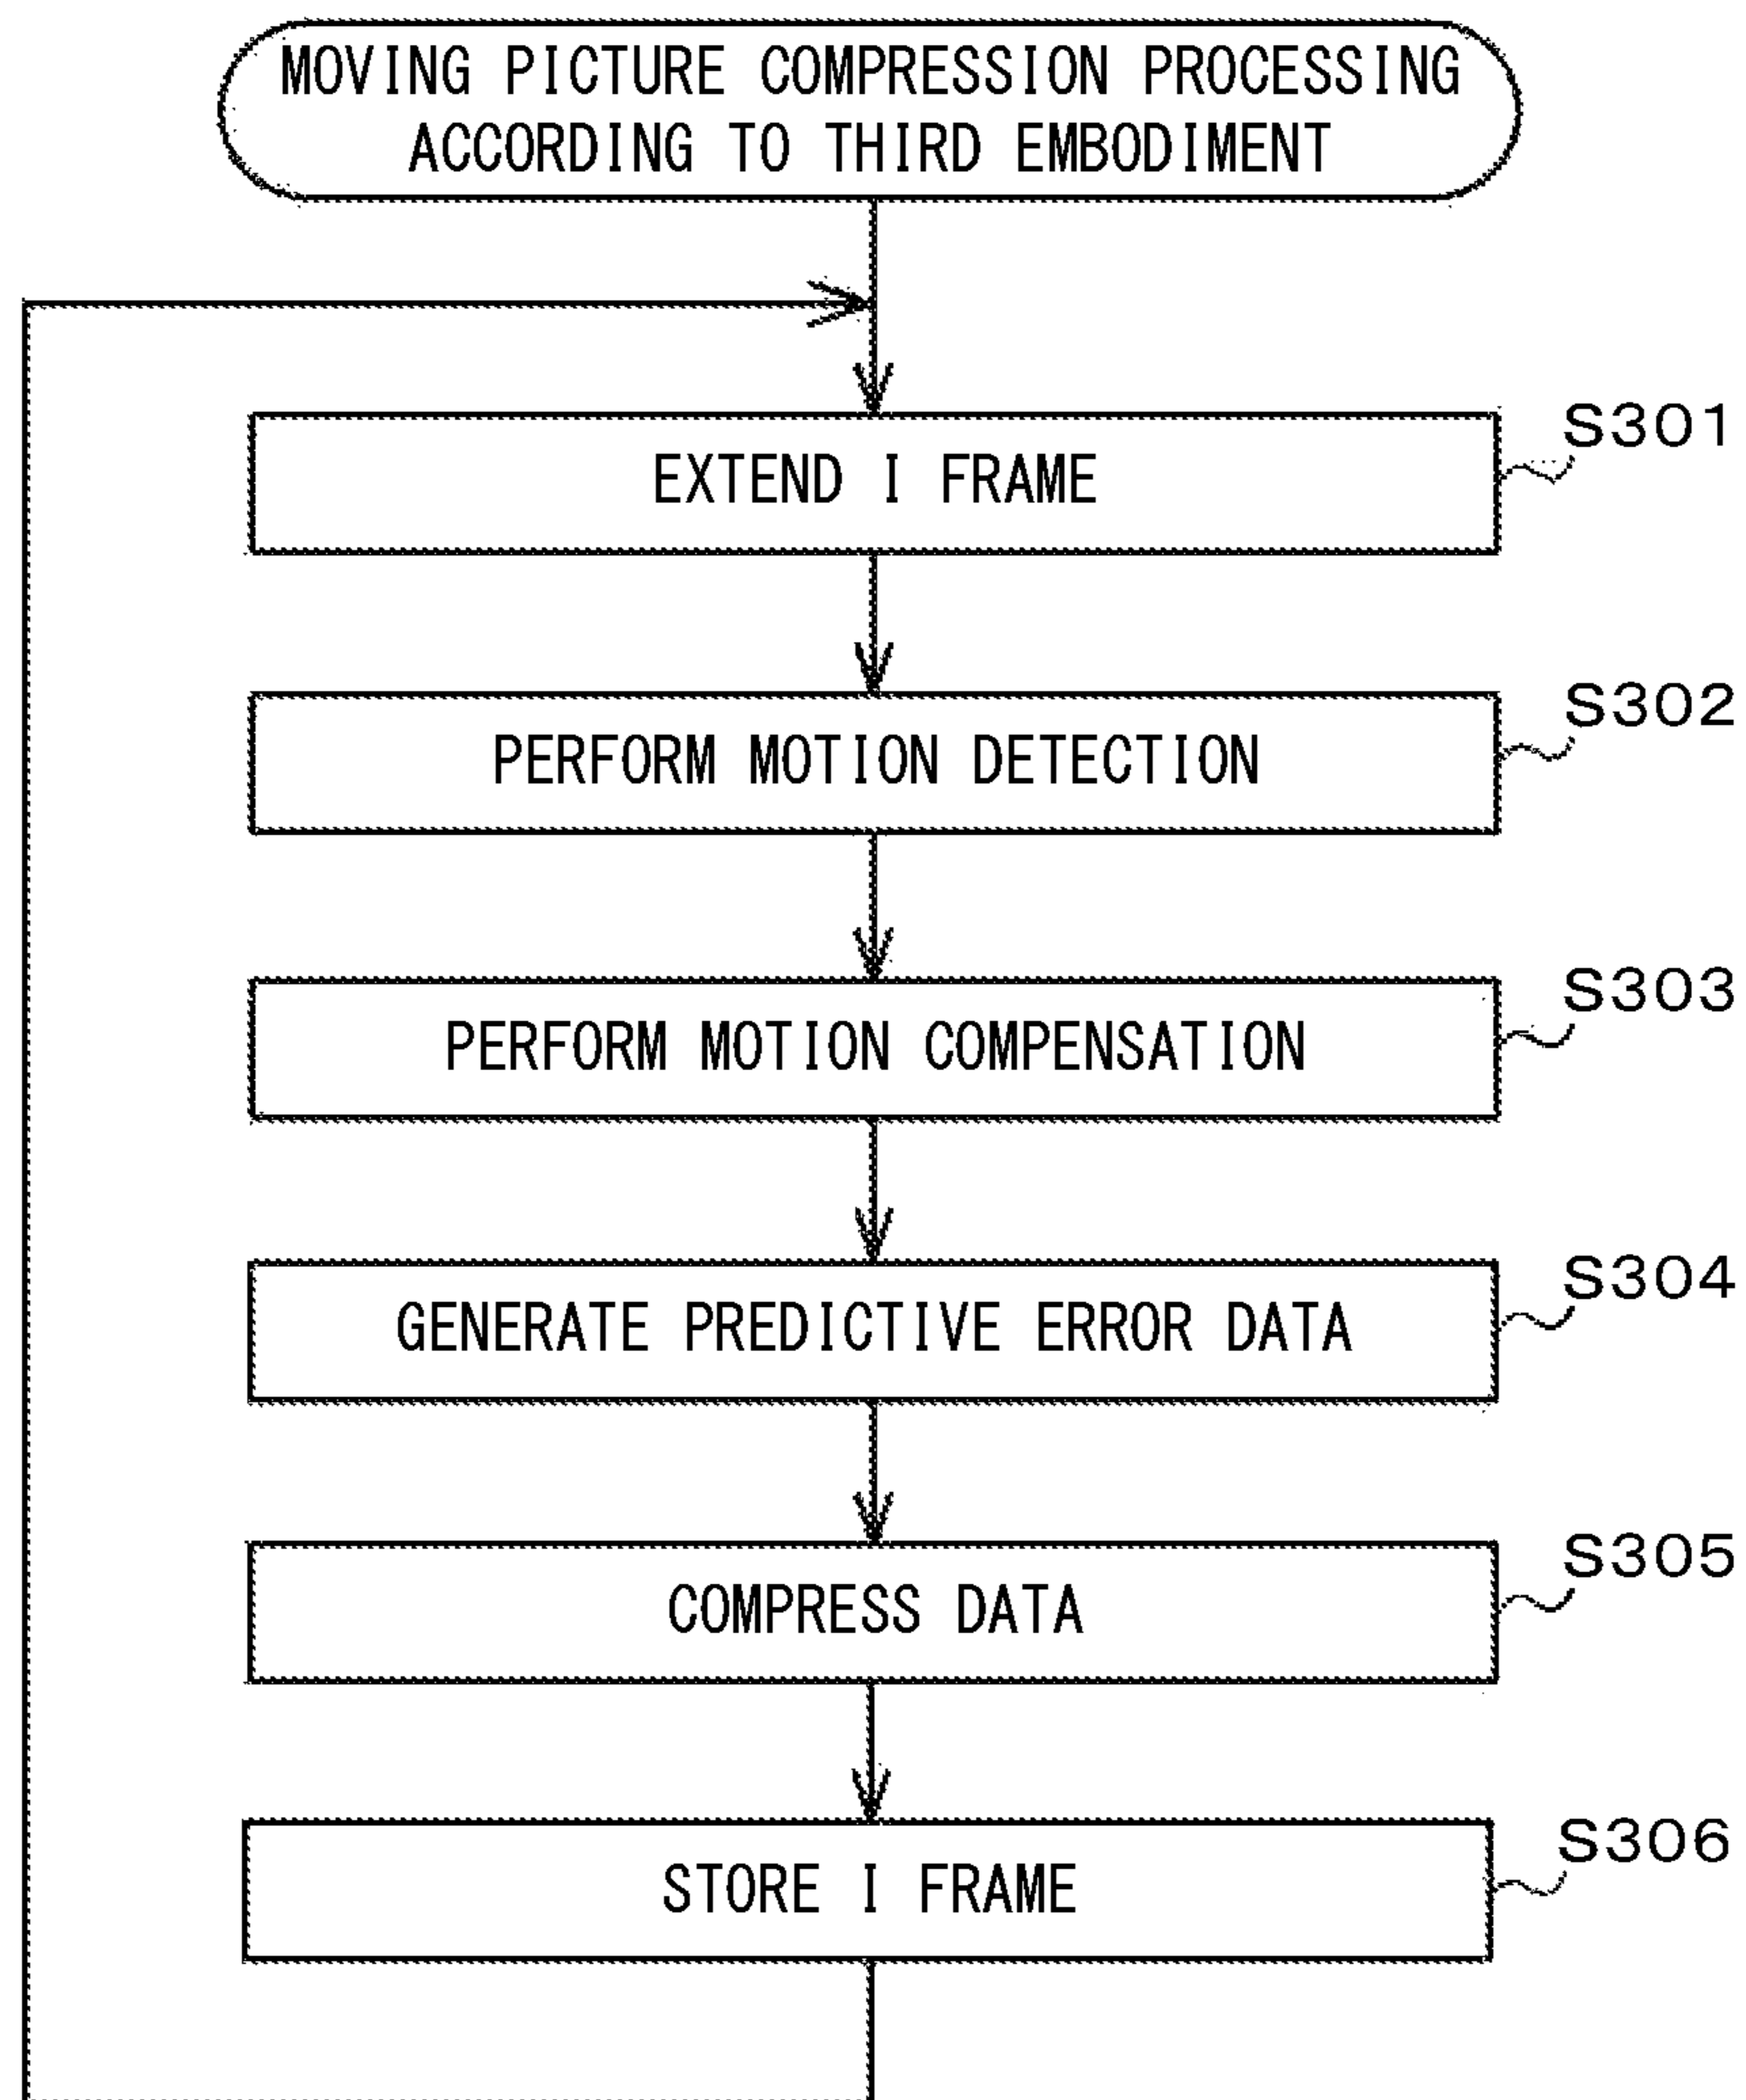 MOVING PICTURE COMPRESSION PROCESSING
ACCORDING TO THIRD EMBODIMENT
S301
EXTEND I FRAME
S302
PERFORM MOTION DETECTION
S303
PERFORM MOTION COMPENSATION
S304
GENERATE PREDICTIVE ERROR DATA
S305
COMPRESS DATA
S306
STORE I FRAME